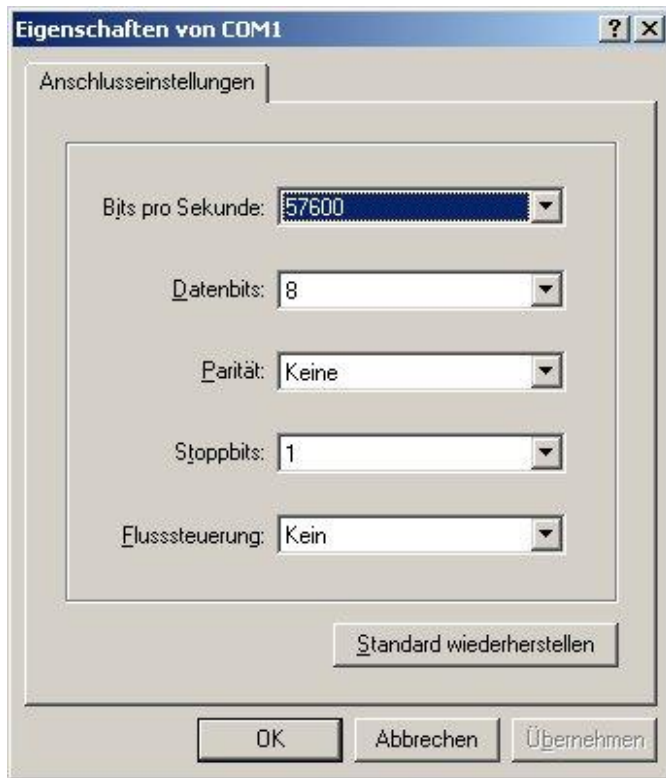 Eigenschaften von COM1
Anschlusseinstellungen
Bits pro Sekunde: 57600
Datenbits: 8
Parität: Keine
Stoppbits: 1
Flusssteuerung: Kein
Standard wiederherstellen
OK Abbrechen Übernehmen